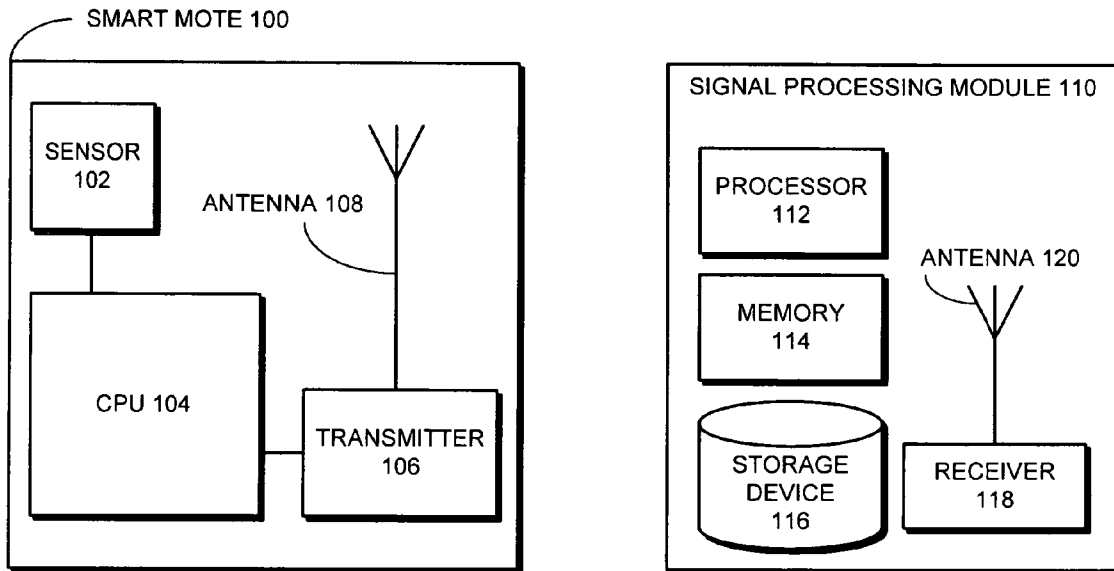 SMART MOTE 100
SENSOR
102
ANTENNA 108
CPU 104
TRANSMITTER
106
SIGNAL PROCESSING MODULE 110
PROCESSOR
112
ANTENNA 120
MEMORY
114
STORAGE
DEVICE
116
RECEIVER
118